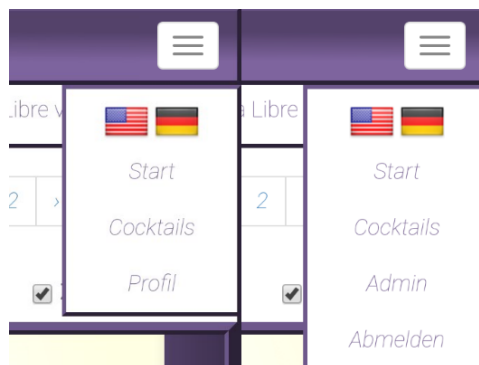 Libre
Start
2 ›
Cocktails
Profil
Libre
Start
2
Cocktails
Admin
Abmelden